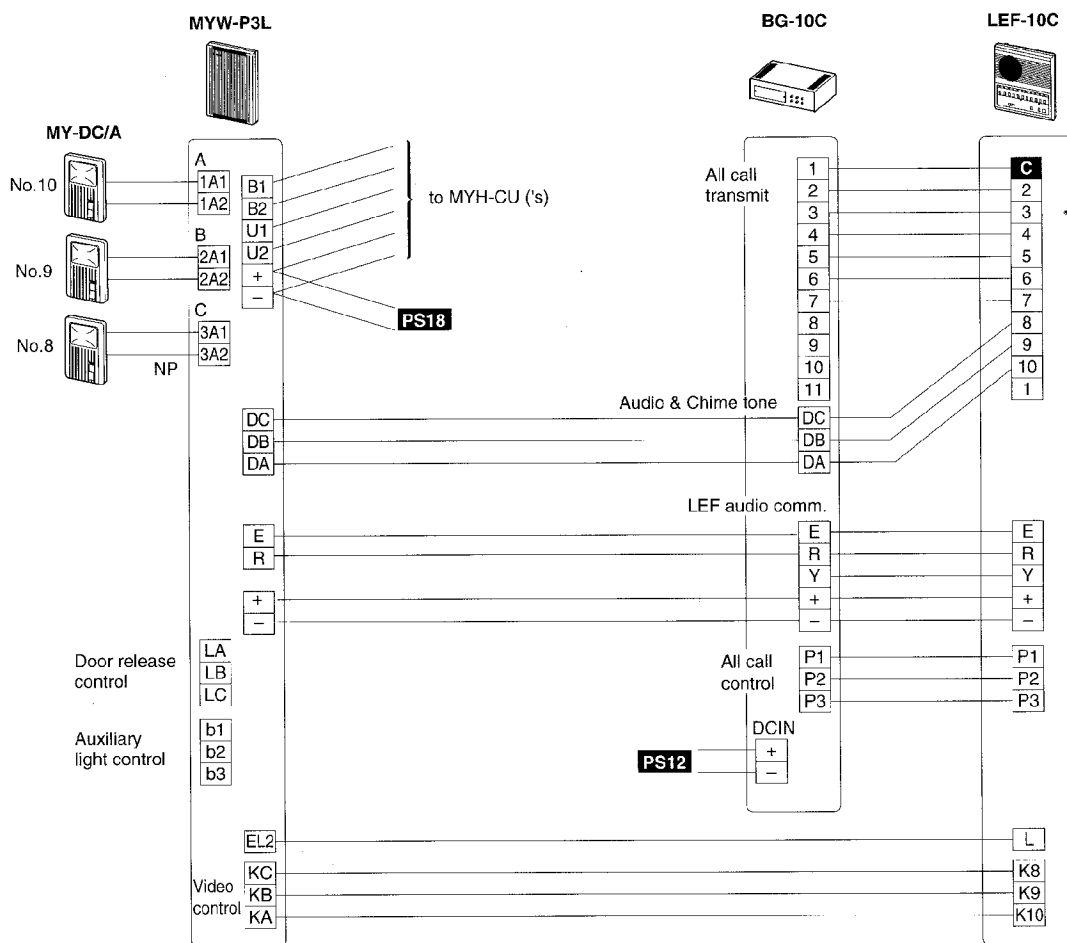 MYW-P3L
BG-10C
LEF-10C
MY-DC/A
No.10
No.9
No.8
NP
A
1A1
1A2
B
2A1
2A2
C
3A1
3A2
B1
B2
U1
U2
+
−
to MYH-CU ('s)
PS18
DC
DB
DA
Audio & Chime tone
E
R
+
−
Door release
control
LA
LB
LC
Auxiliary
light control
b1
b2
b3
EL2
Video
control
KC
KB
KA
All call
transmit
1
2
3
4
5
6
7
8
9
10
11
DC
DB
DA
LEF audio comm.
E
R
Y
+
−
All call
control
P1
P2
P3
DCIN
+
−
PS12
C
2
3
4
5
6
7
8
9
10
1
E
R
Y
+
−
P1
P2
P3
L
K8
K9
K10